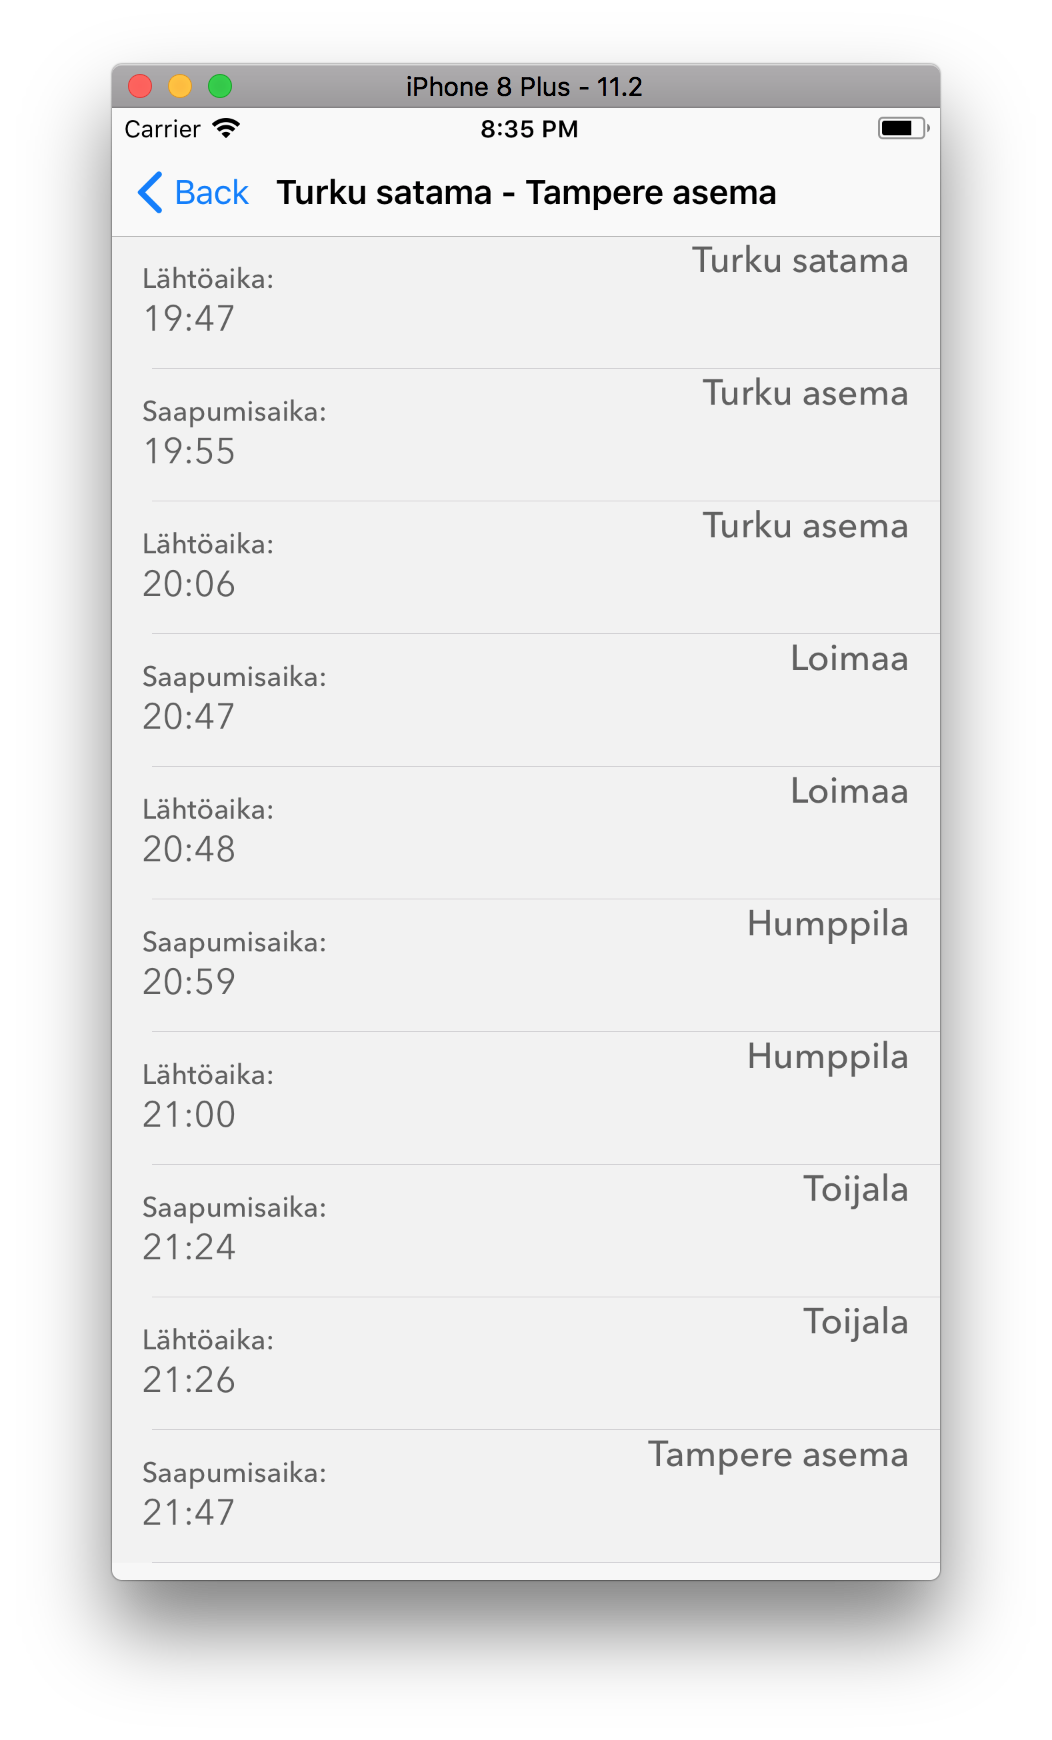 iPhone 8 Plus - 11.2
Carrier 8:35 PM
Back Turku satama - Tampere asema
Turku satama
Lähtöaika:
19:47
Turku asema
Saapumisaika:
19:55
Turku asema
Lähtöaika:
20:06
Loimaa
Saapumisaika:
20:47
Loimaa
Lähtöaika:
20:48
Humppila
Saapumisaika:
20:59
Humppila
Lähtöaika:
21:00
Toijala
Saapumisaika:
21:24
Toijala
Lähtöaika:
21:26
Tampere asema
Saapumisaika:
21:47